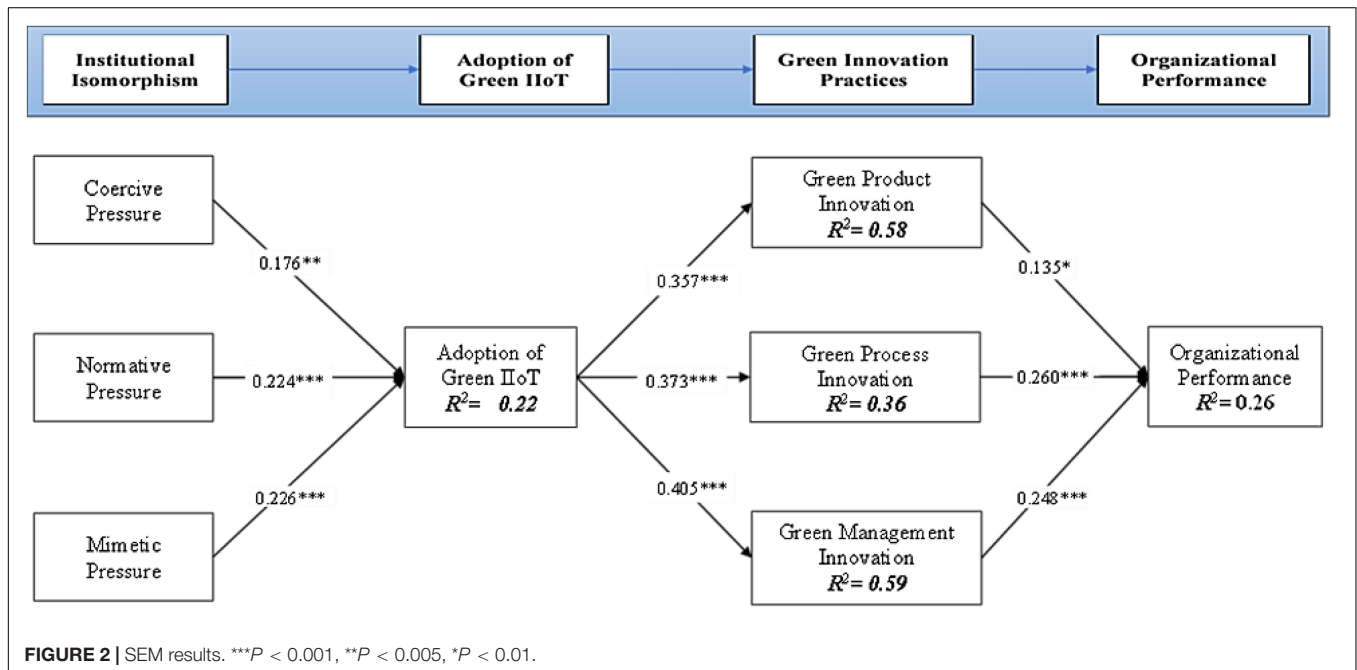 Institutional
Isomorphism
Adoption of
Green IIoT
Green Innovation
Practices
Organizational
Performance
Coercive
Pressure
Green Product
Innovation
R²= 0.58
0.176**
0.357***
0.135*
Normative
Pressure
0.224***
Adoption of
Green IIoT
R²= 0.22
0.373***
Green Process
Innovation
R²= 0.36
0.260***
Organizational
Performance
R²= 0.26
0.226***
0.405***
0.248***
Mimetic
Pressure
Green Management
Innovation
R²= 0.59
FIGURE 2 | SEM results. ***P < 0.001, **P < 0.005, *P < 0.01.